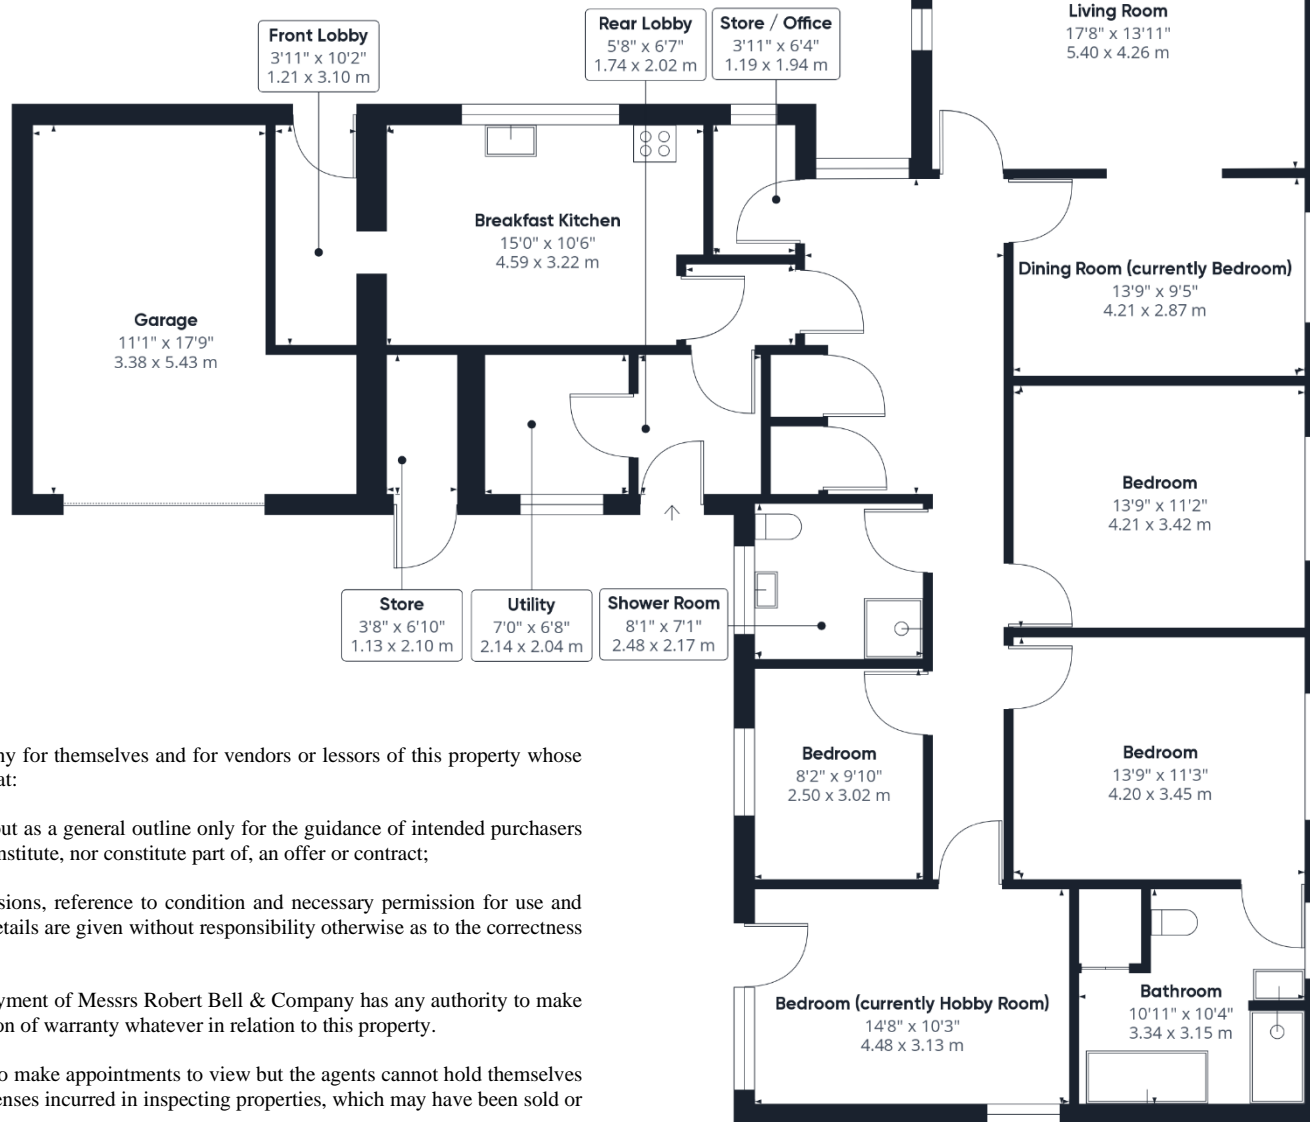 Living Room
17'8" x 13'11"
5.40 x 4.26 m
Front Lobby
3'11" x 10'2"
1.21 x 3.10 m
Rear Lobby
5'8" x 6'7"
1.74 x 2.02 m
Store / Office
3'11" x 6'4"
1.19 x 1.94 m
Breakfast Kitchen
15'0" x 10'6"
4.59 x 3.22 m
Dining Room (currently Bedroom)
13'9" x 9'5"
4.21 x 2.87 m
Garage
11'1" x 17'9"
3.38 x 5.43 m
Bedroom
13'9" x 11'2"
4.21 x 3.42 m
Store
3'8" x 6'10"
1.13 x 2.10 m
Utility
7'0" x 6'8"
2.14 x 2.04 m
Shower Room
8'1" x 7'1"
2.48 x 2.17 m
Bedroom
8'2" x 9'10"
2.50 x 3.02 m
Bedroom
13'9" x 11'3"
4.20 x 3.45 m
Bedroom (currently Hobby Room)
14'8" x 10'3"
4.48 x 3.13 m
Bathroom
10'11" x 10'4"
3.34 x 3.15 m
ny for themselves and for vendors or lessors of this property whose
at:
out as a general outline only for the guidance of intended purchasers
nstitute, nor constitute part of, an offer or contract;
sions, reference to condition and necessary permission for use and
etails are given without responsibility otherwise as to the correctness
yment of Messrs Robert Bell & Company has any authority to make
on of warranty whatever in relation to this property.
o make appointments to view but the agents cannot hold themselves
enses incurred in inspecting properties, which may have been sold or